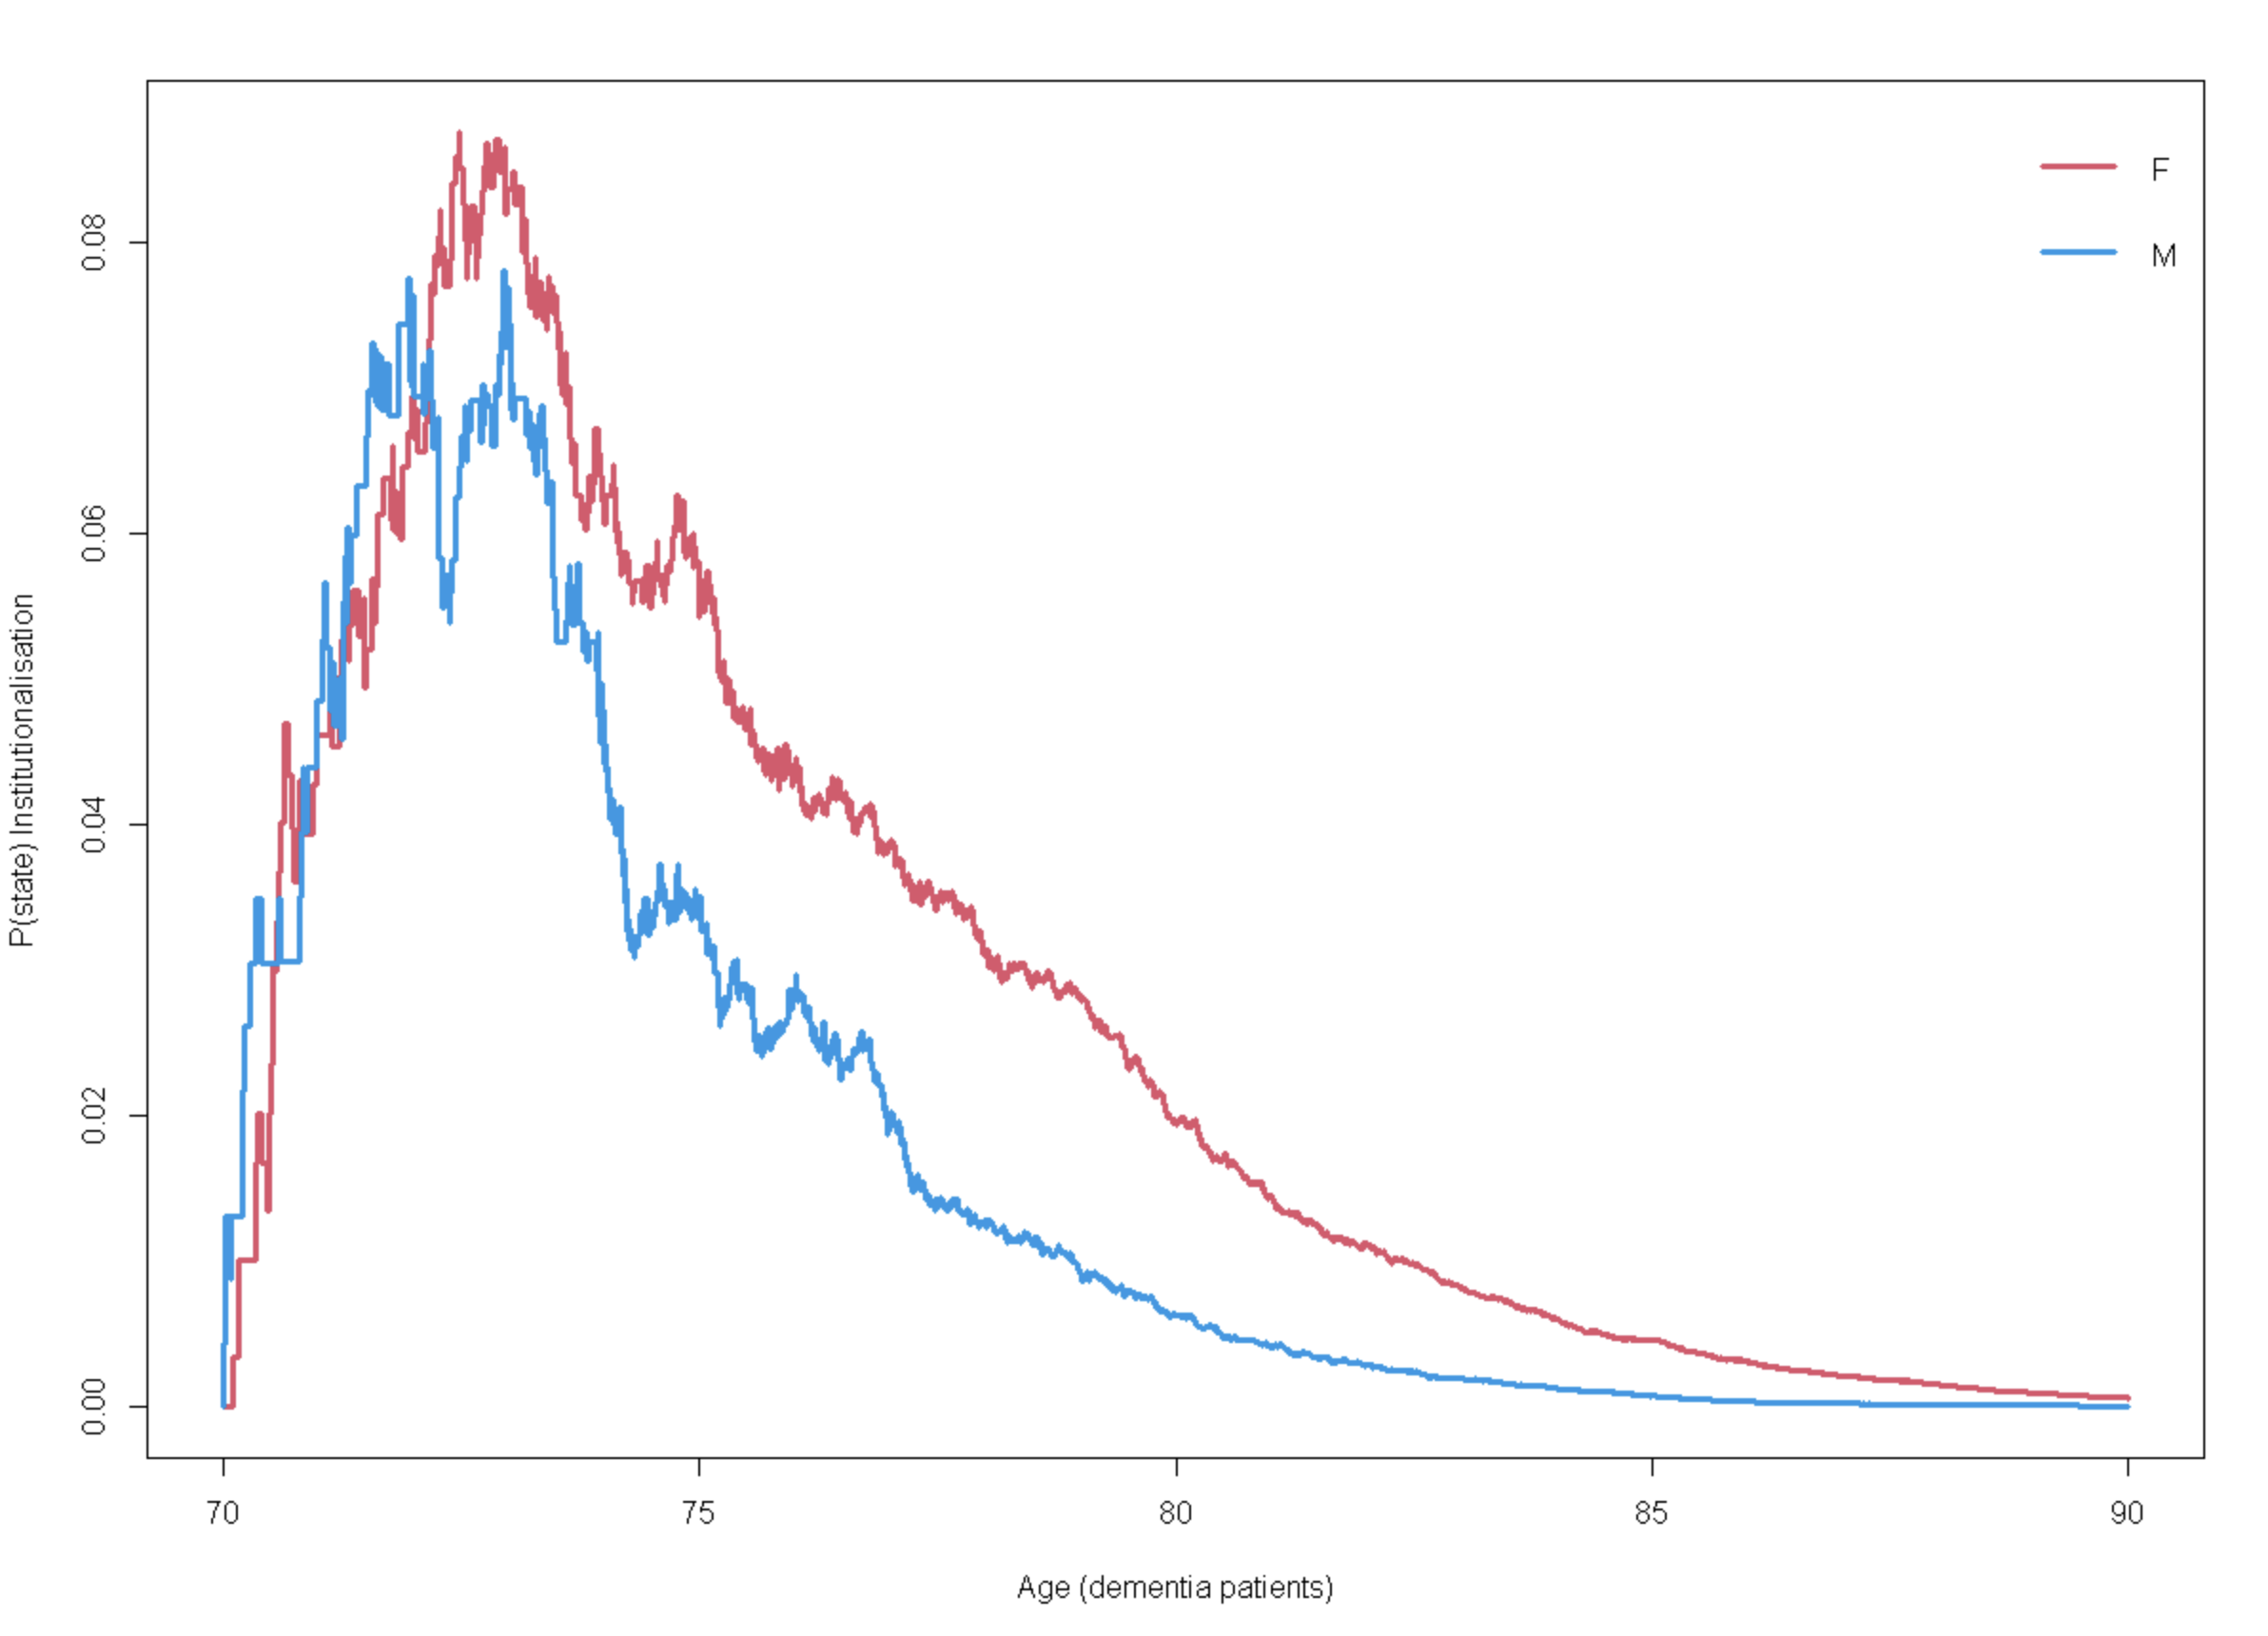 F
M
P(state) Institutionalisation
0.08
0.06
0.04
0.02
0.00
70 75 80 85 90
Age (dementia patients)